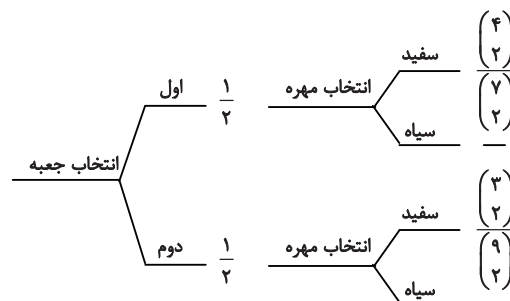 سفید (۴ ۲) / (۷ ۲)
اول ۱/۲ انتخاب مهره
سیاه —
انتخاب جعبه
سفید (۳ ۲) / (۹ ۲)
دوم ۱/۲ انتخاب مهره
سیاه